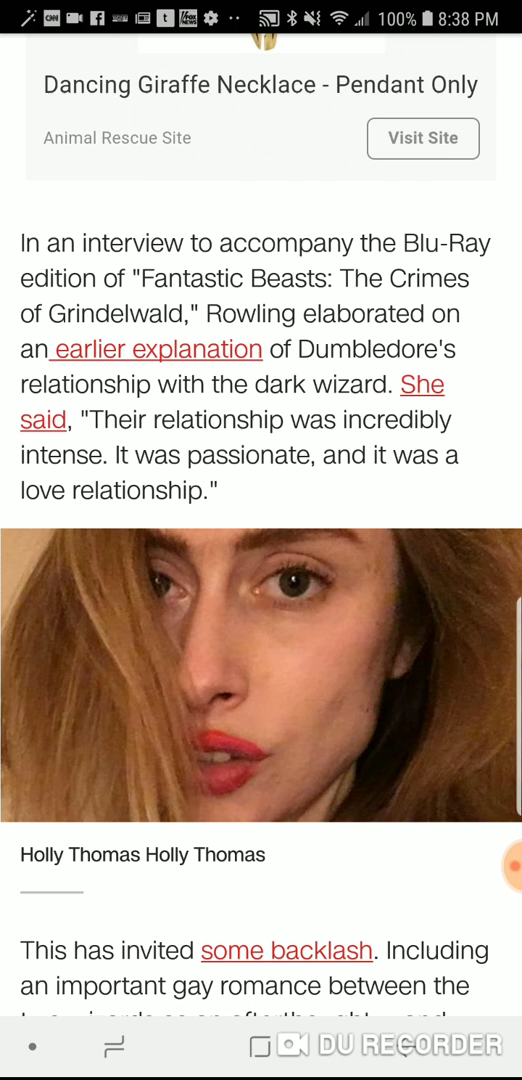 100% 8:38 PM
Dancing Giraffe Necklace - Pendant Only
Animal Rescue Site
Visit Site
In an interview to accompany the Blu-Ray
edition of "Fantastic Beasts: The Crimes
of Grindelwald," Rowling elaborated on
an earlier explanation of Dumbledore's
relationship with the dark wizard. She
said, "Their relationship was incredibly
intense. It was passionate, and it was a
love relationship."
Holly Thomas Holly Thomas
This has invited some backlash. Including
an important gay romance between the
DU RECORDER